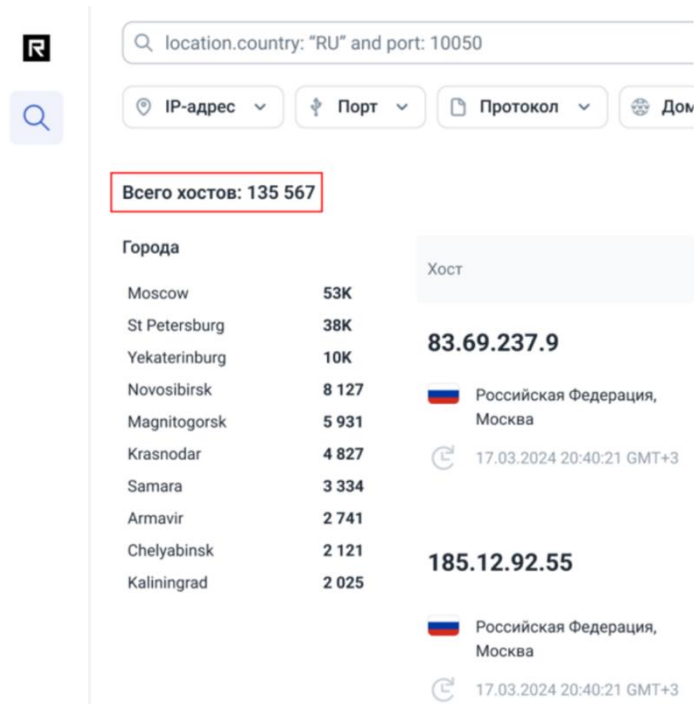 R
location.country: “RU” and port: 10050
IP-адрес Порт Протокол
Всего хостов: 135 567
Города
Moscow 53K
St Petersburg 38K
Yekaterinburg 10K
Novosibirsk 8 127
Magnitogorsk 5 931
Krasnodar 4 827
Samara 3 334
Armavir 2 741
Chelyabinsk 2 121
Kaliningrad 2 025
Хост
83.69.237.9
Российская Федерация,
Москва
17.03.2024 20:40:21 GMT+3
185.12.92.55
Российская Федерация,
Москва
17.03.2024 20:40:21 GMT+3